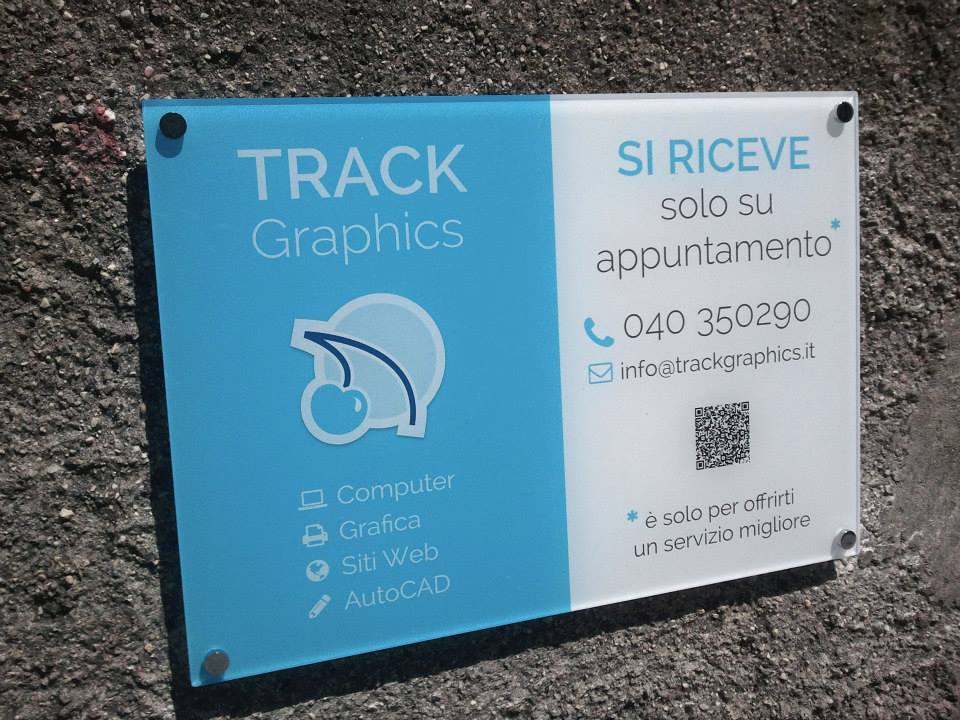 TRACK
Graphics
Computer
Grafica
Siti Web
AutoCAD
SI RICEVE
solo su
appuntamento*
040 350290
info@trackgraphics.it
* è solo per offrirti
un servizio migliore